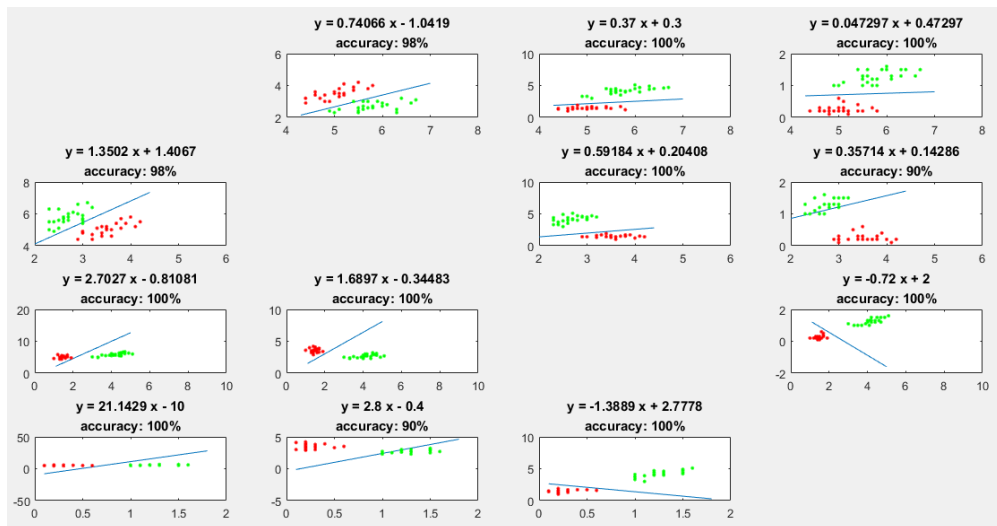 y = 0.74066 x - 1.0419
accuracy: 98%
6
4
2
4 5 6 7 8
y = 0.37 x + 0.3
accuracy: 100%
10
5
0
4 5 6 7 8
y = 0.047297 x + 0.47297
accuracy: 100%
2
1
0
4 5 6 7 8
y = 1.3502 x + 1.4067
accuracy: 98%
8
6
4
2 3 4 5 6
y = 0.59184 x + 0.20408
accuracy: 100%
10
5
0
2 3 4 5 6
y = 0.35714 x + 0.14286
accuracy: 90%
2
1
0
2 3 4 5 6
y = 2.7027 x - 0.81081
accuracy: 100%
20
10
0
0 2 4 6 8 10
y = 1.6897 x - 0.34483
accuracy: 100%
10
5
0
0 2 4 6 8 10
y = -0.72 x + 2
accuracy: 100%
2
0
-2
0 2 4 6 8 10
y = 21.1429 x - 10
accuracy: 100%
50
0
-50
0 0.5 1 1.5 2
y = 2.8 x - 0.4
accuracy: 90%
5
0
-5
0 0.5 1 1.5 2
y = -1.3889 x + 2.7778
accuracy: 100%
10
5
0
0 0.5 1 1.5 2